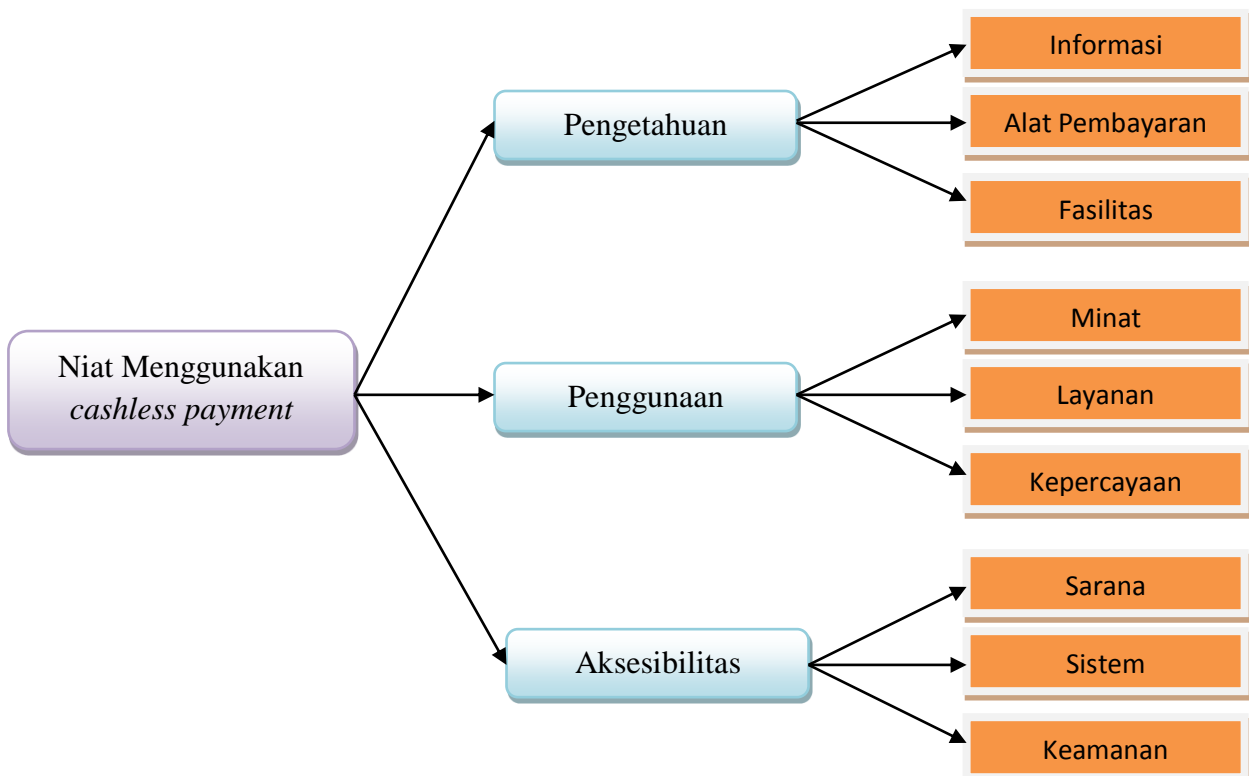 Niat Menggunakan
cashless payment
Pengetahuan
Informasi
Alat Pembayaran
Fasilitas
Penggunaan
Minat
Layanan
Kepercayaan
Aksesibilitas
Sarana
Sistem
Keamanan